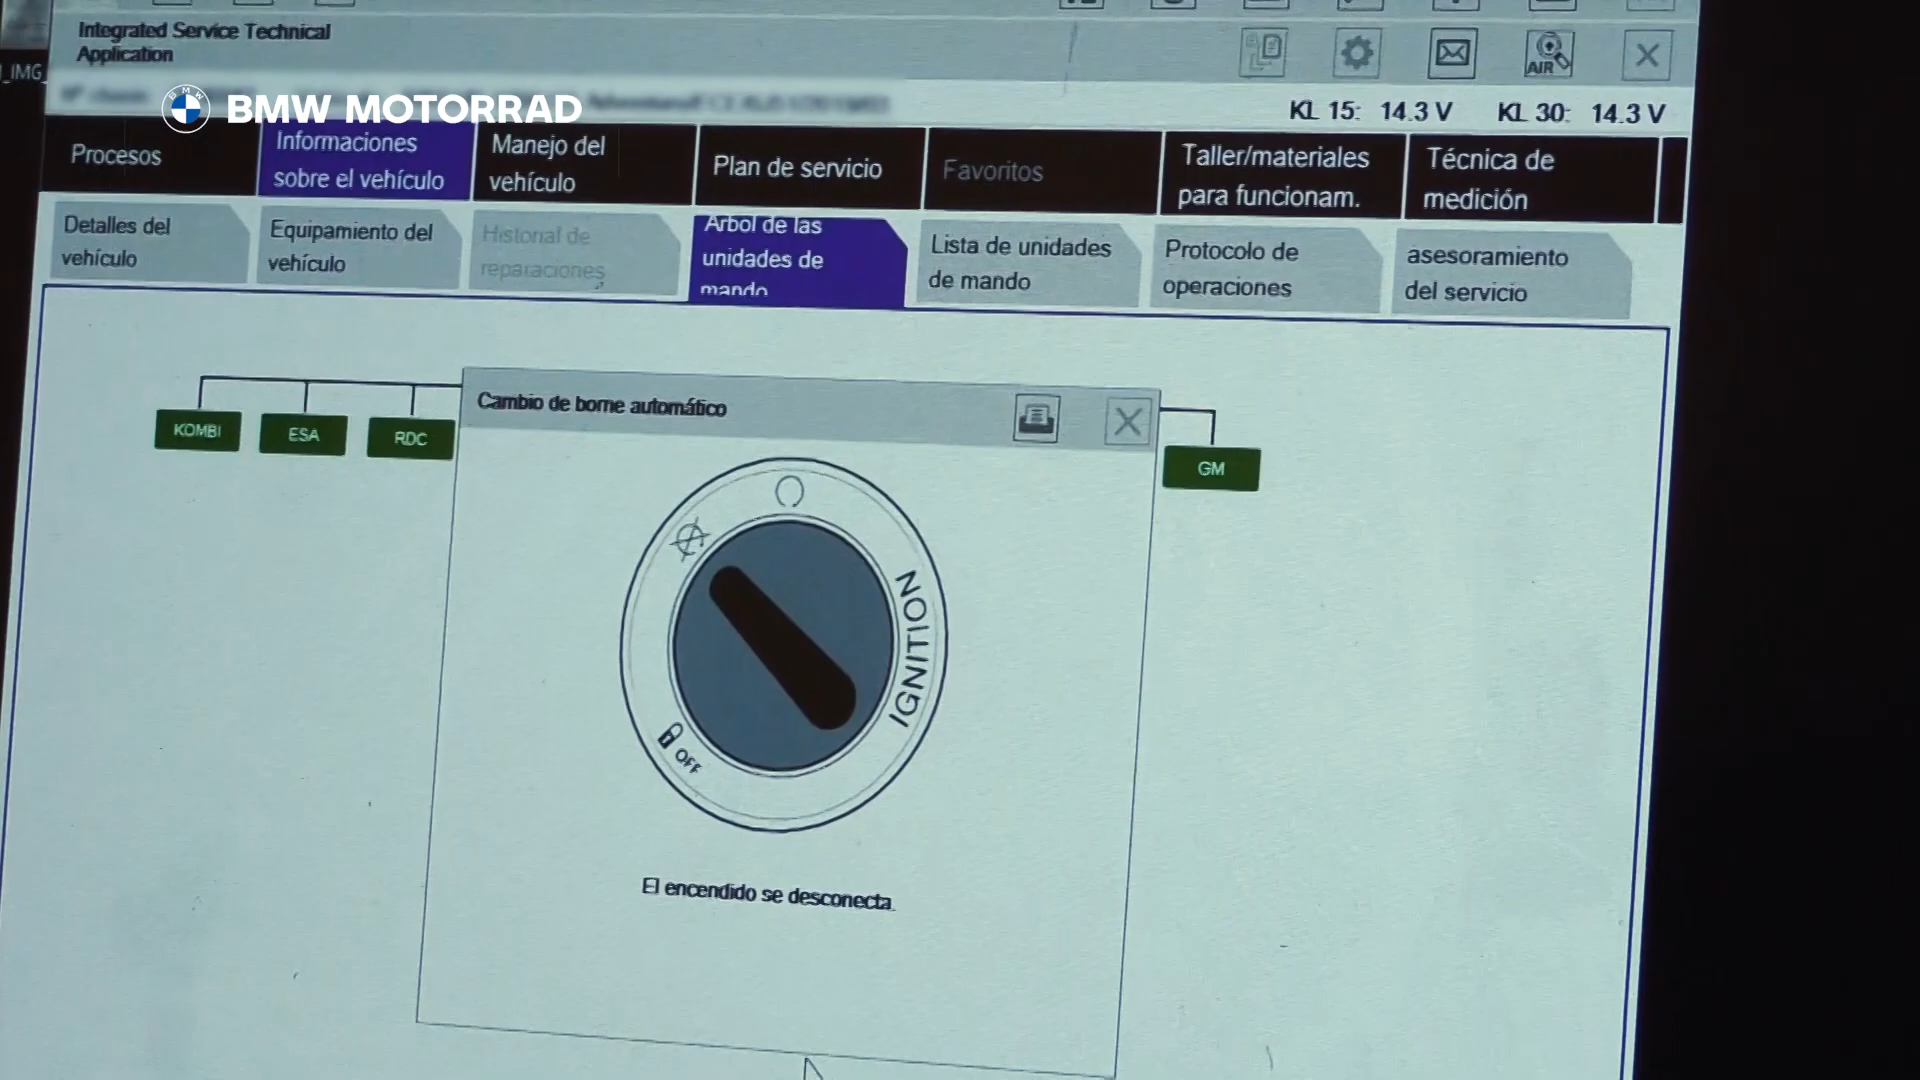 Integrated Service Technical
Application
_IMG_
BMW MOTORRAD
KL 15: 14.3 V KL 30: 14.3 V
Procesos
Informaciones
sobre el vehículo
Manejo del
vehículo
Plan de servicio
Favoritos
Taller/materiales
para funcionam.
Técnica de
medición
Detalles del
vehículo
Equipamiento del
vehículo
Historial de
reparaciones
Árbol de las
unidades de
mando
Lista de unidades
de mando
Protocolo de
operaciones
asesoramiento
del servicio
KOMBI
ESA
RDC
GM
Cambio de borne automático
AIR
IGNITION
OFF
El encendido se desconecta.